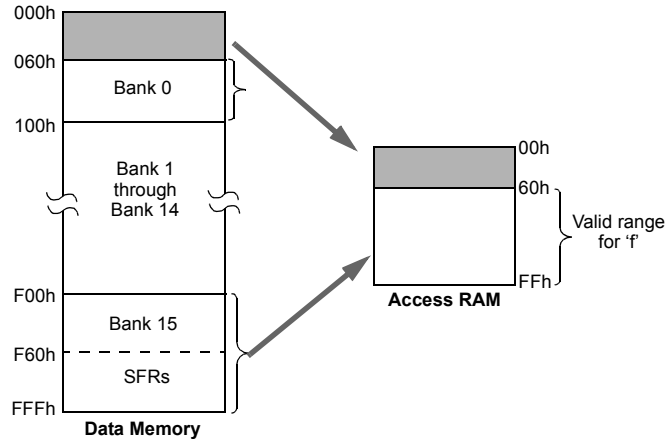 000h
060h
Bank 0
100h
Bank 1
through
Bank 14
F00h
Bank 15
F60h
SFRs
FFFh
Data Memory
00h
60h
Valid range
for ‘f’
FFh
Access RAM